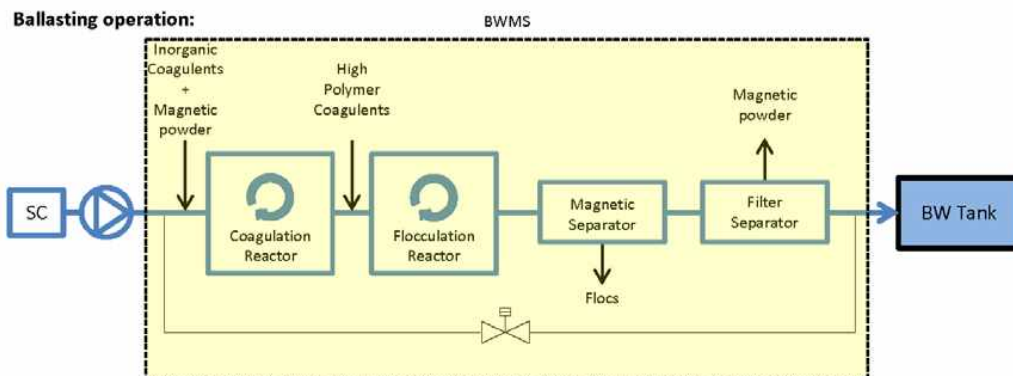 Ballasting operation:
BWMS
Inorganic
Coagulents
+
Magnetic
powder
High
Polymer
Coagulents
Magnetic
powder
SC
Coagulation
Reactor
Flocculation
Reactor
Magnetic
Separator
Filter
Separator
BW Tank
Flocs